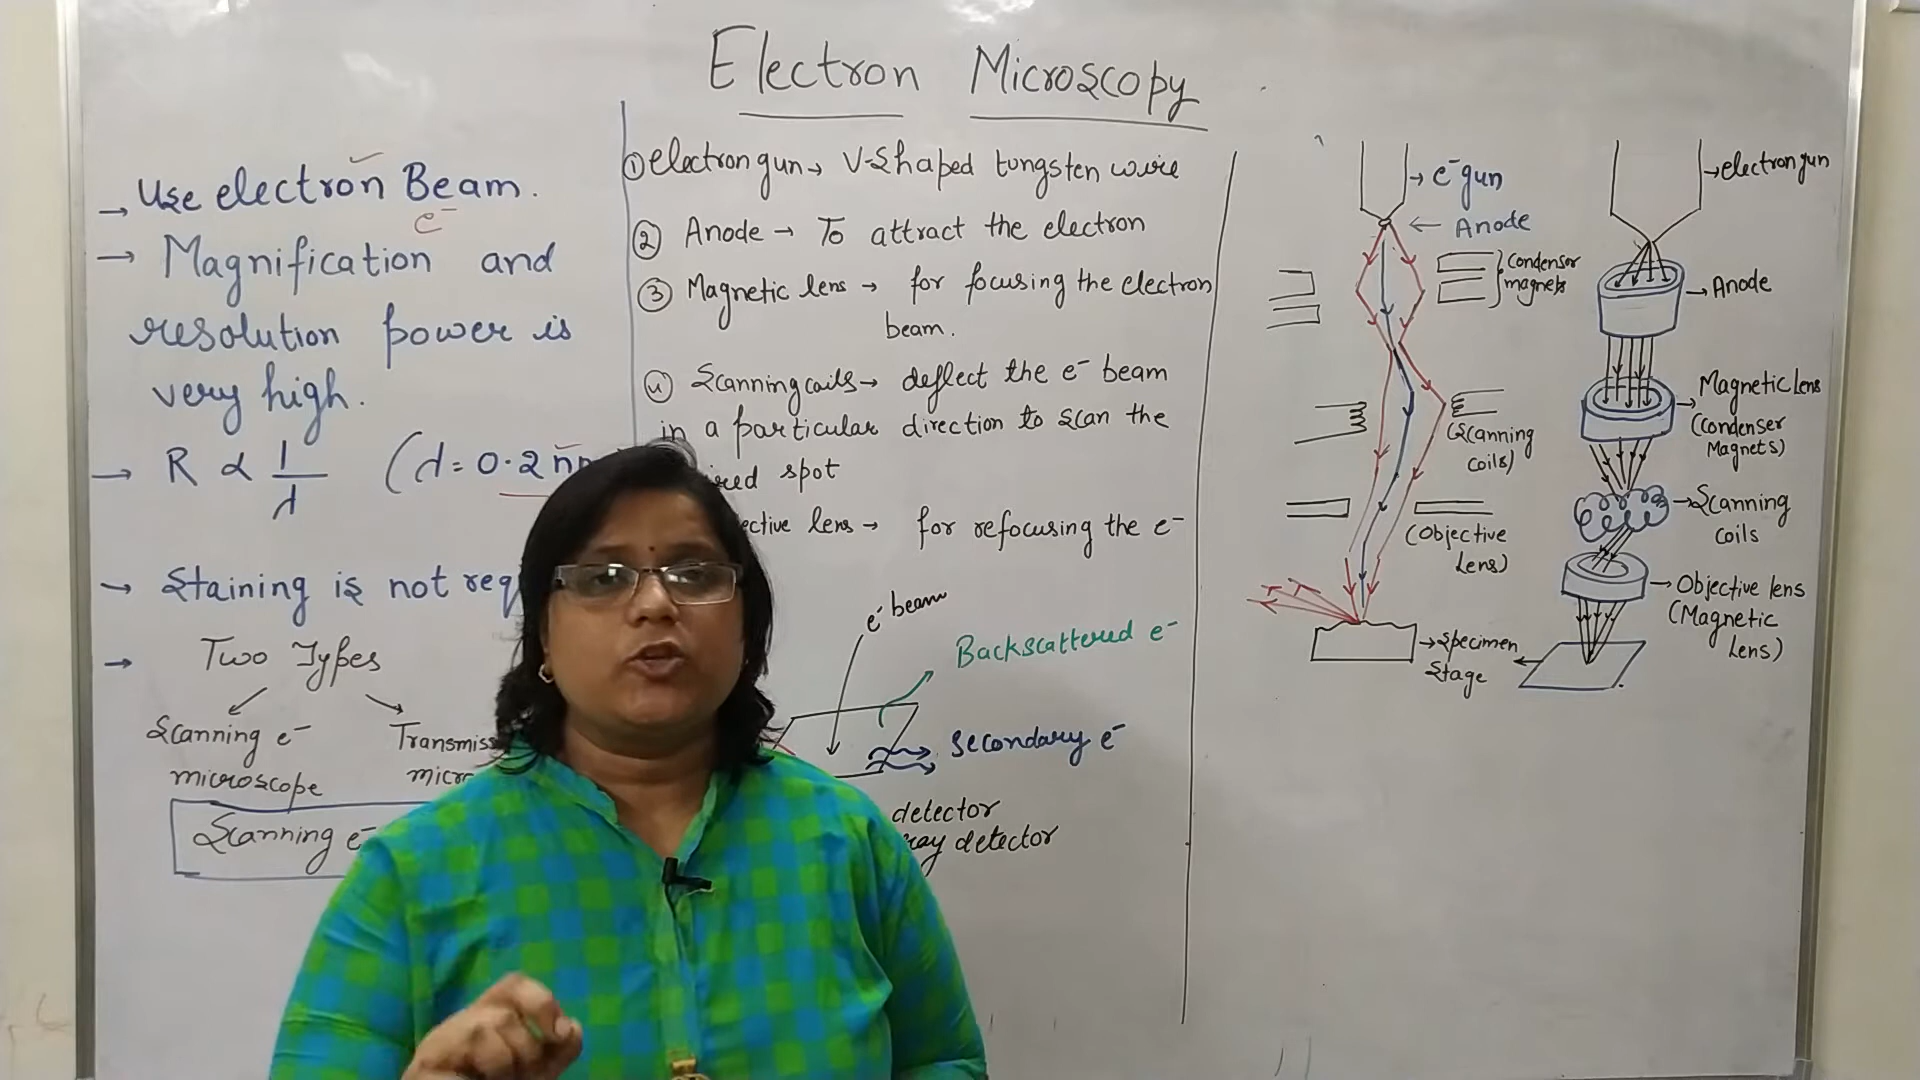 Electron Microscopy
→ Use electron Beam.
e⁻
→ Magnification and
resolution power is
very high.
→ R ∝ 1/λ (λ = 0.2
→ Staining is not
→ Two Types
Scanning e⁻
microscope
Transmiss
micro
Scanning e⁻
① electron gun → V-Shaped tungsten wire
② Anode → To attract the electron
③ Magnetic lens → for focusing the electron
beam.
④ Scanning coils → deflect the e⁻ beam
in a particular direction to scan the
spot
lens → for refocusing the e⁻
e⁻ beam
Backscattered e⁻
Secondary e⁻
detector
ray detector
→ e⁻ gun
← Anode
Condenser
magnets
(Scanning
coils)
(Objective
Lens)
→ Specimen
Stage
→ electron gun
→ Anode
→ Magnetic Lens
(Condenser
Magnets)
→ Scanning
coils
→ Objective lens
(Magnetic
Lens)